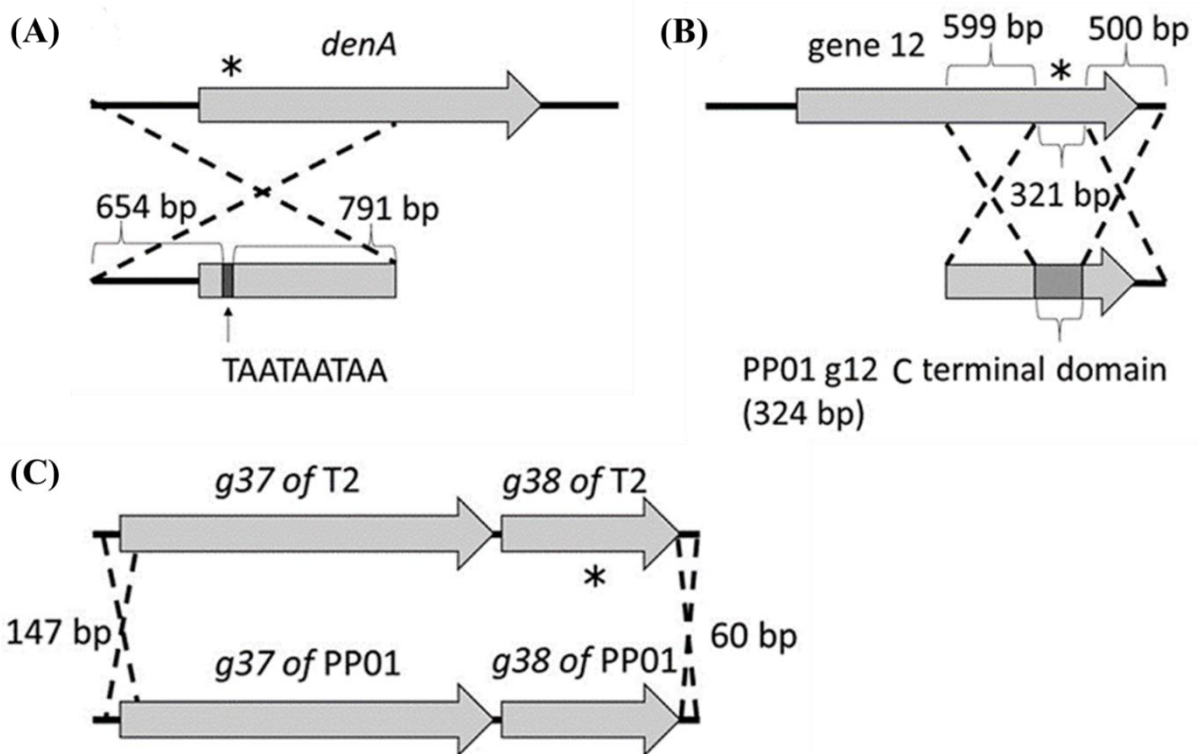 (A)
denA
*
654 bp
791 bp
TAATAATAA
(B)
gene 12
599 bp
*
500 bp
321 bp
PP01 g12 C terminal domain
(324 bp)
(C)
g37 of T2
g38 of T2
*
147 bp
60 bp
g37 of PP01
g38 of PP01